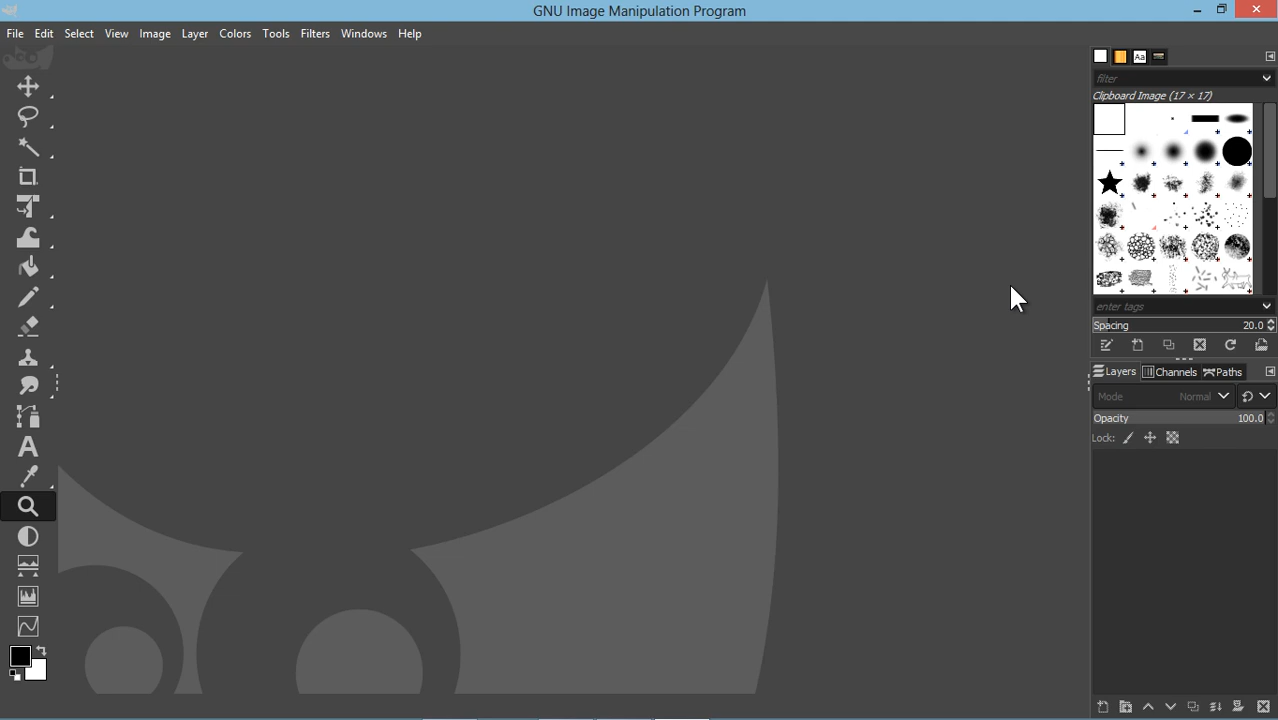 GNU Image Manipulation Program
File Edit Select View Image Layer Colors Tools Filters Windows Help
Aa
filter
Clipboard Image (17 × 17)
enter tags
Spacing 20.0
Layers Channels Paths
Mode Normal
Opacity 100.0
Lock:
A